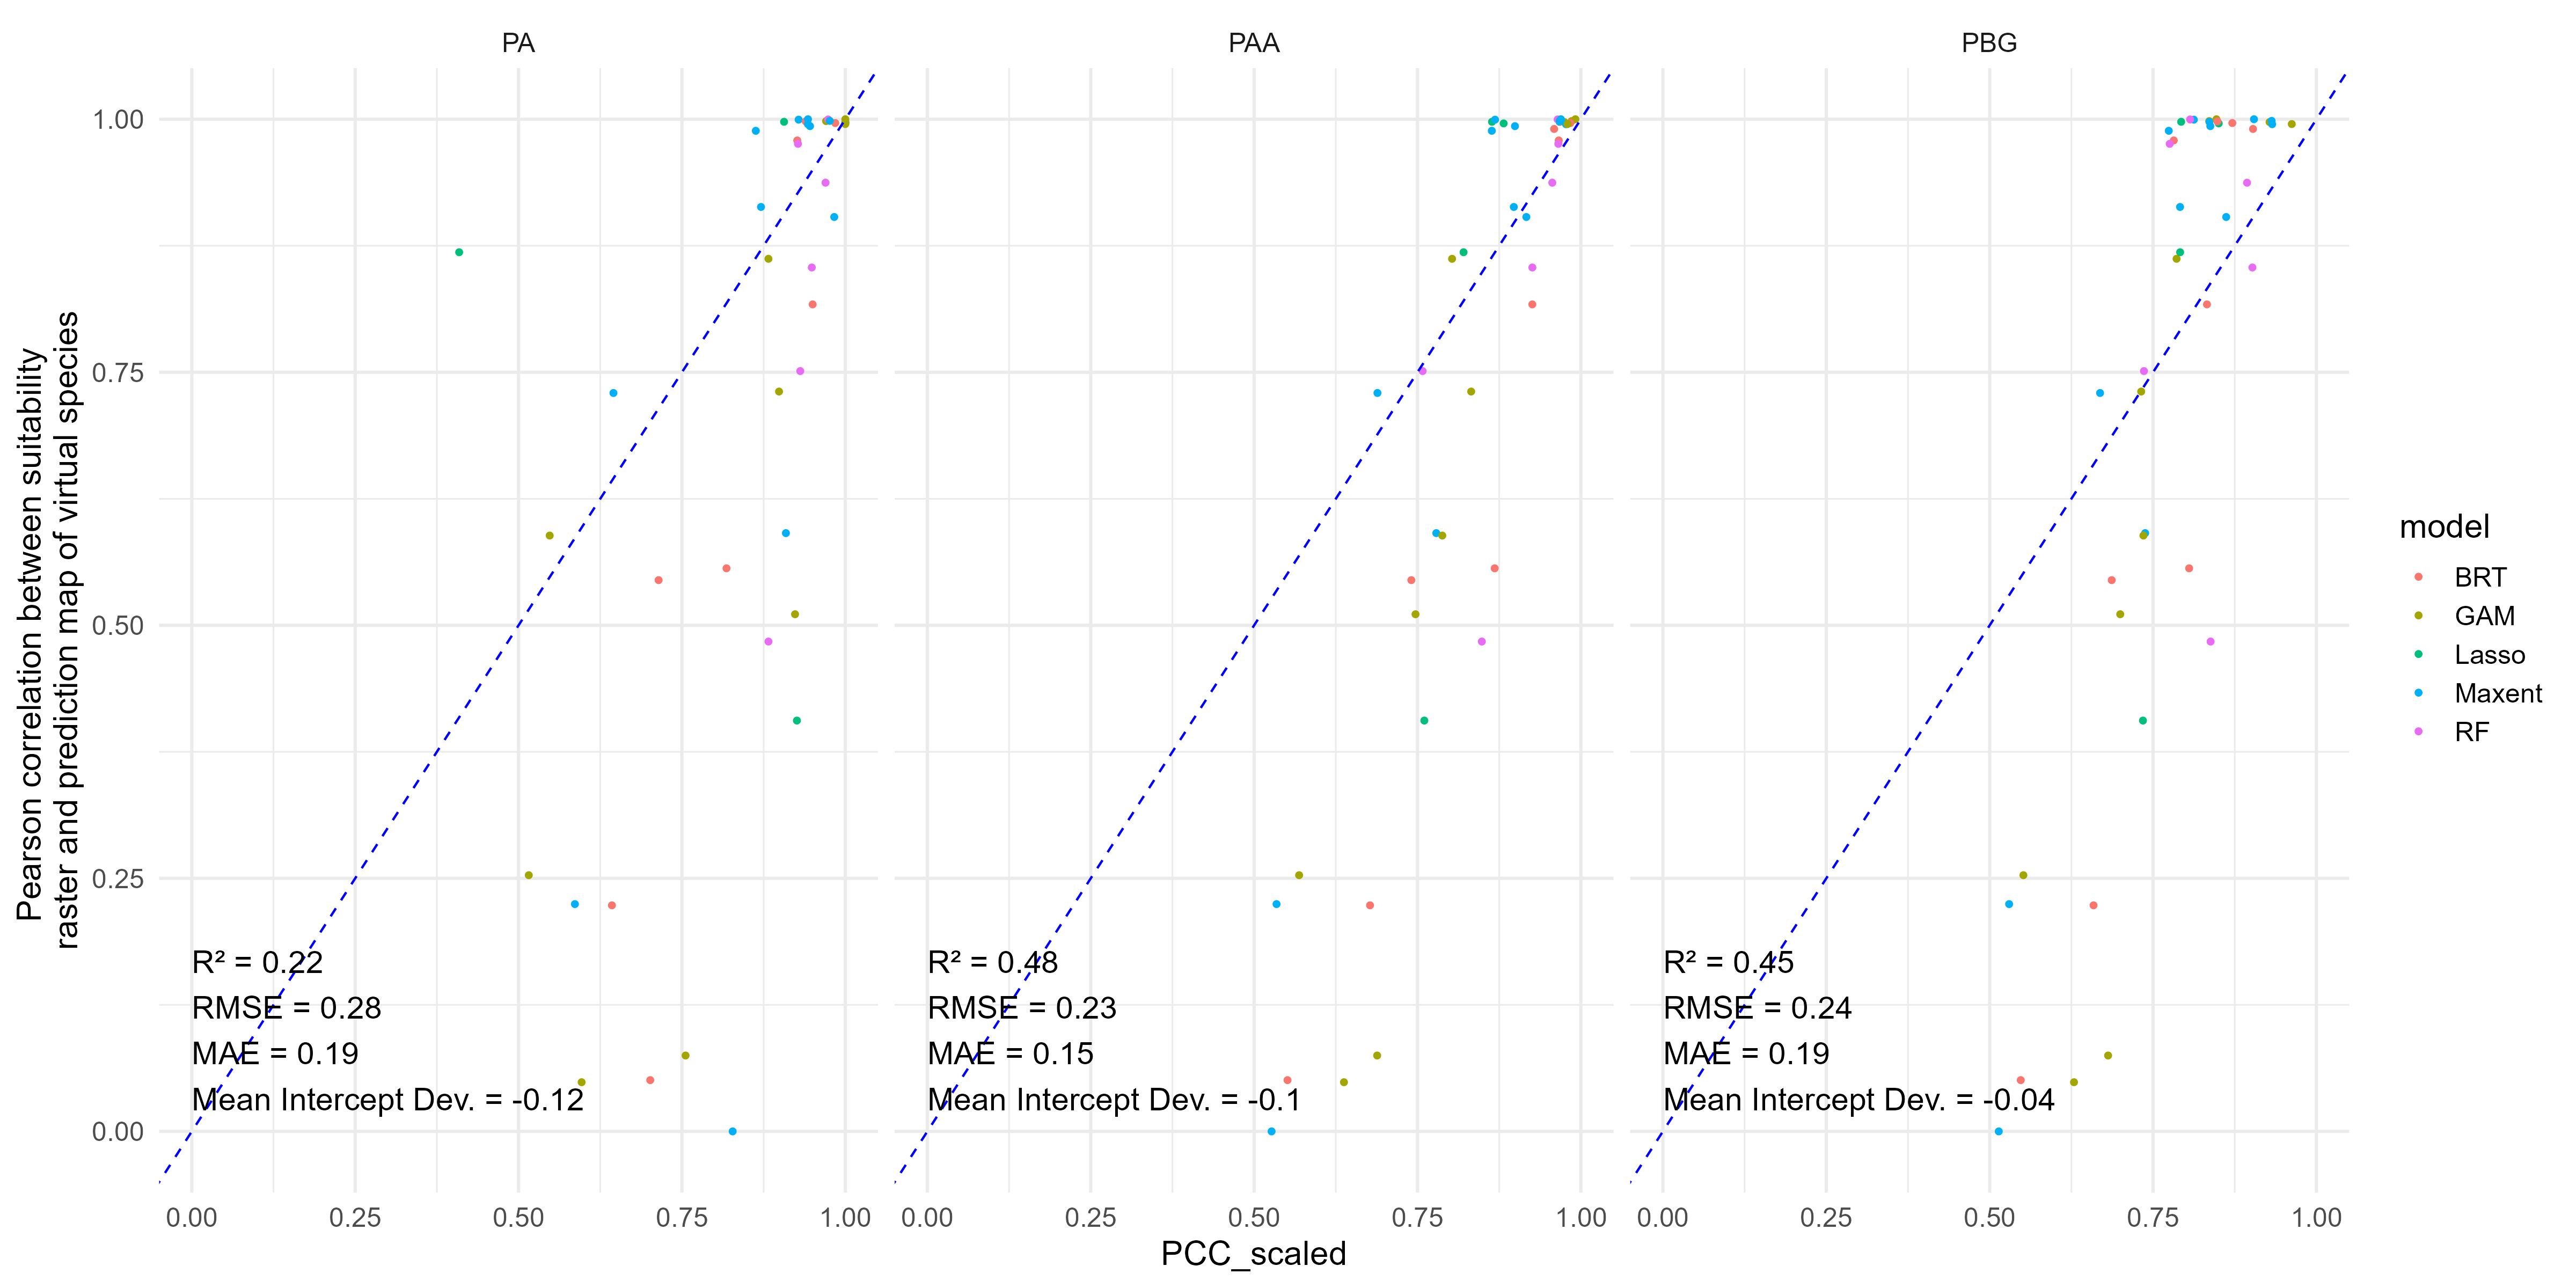 PA
PAA
PBG
Pearson correlation between suitability
raster and prediction map of virtual species
1.00
0.75
0.50
0.25
0.00
R² = 0.22
RMSE = 0.28
MAE = 0.19
Mean Intercept Dev. = -0.12
R² = 0.48
RMSE = 0.23
MAE = 0.15
Mean Intercept Dev. = -0.1
R² = 0.45
RMSE = 0.24
MAE = 0.19
Mean Intercept Dev. = -0.04
0.00 0.25 0.50 0.75 1.00
0.00 0.25 0.50 0.75 1.00
0.00 0.25 0.50 0.75 1.00
PCC_scaled
model
BRT
GAM
Lasso
Maxent
RF